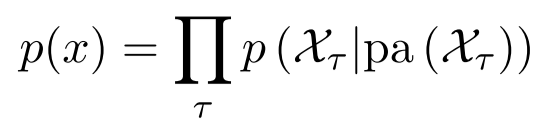 p(x) = ∏_τ p (𝒳_τ | pa (𝒳_τ))